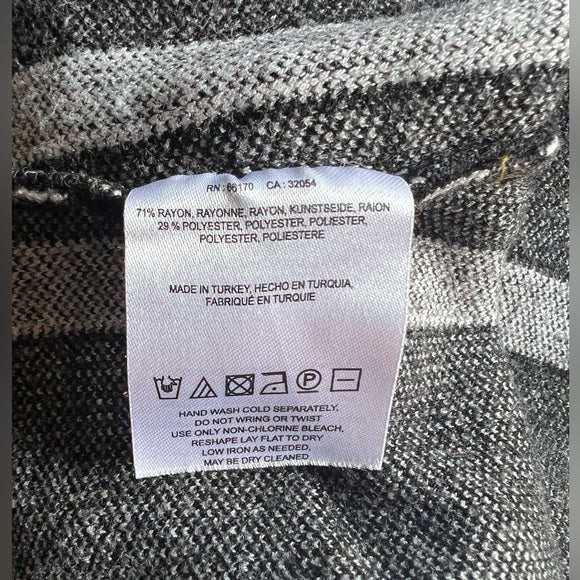 RN : 66170 CA : 32054
71% RAYON, RAYONNE, RAYON, KUNSTSEIDE, RAION
29 % POLYESTER, POLYESTER, POLIESTER,
POLYESTER, POLIESTERE
MADE IN TURKEY, HECHO EN TURQUIA,
FABRIQUÉ EN TURQUIE
P
HAND WASH COLD SEPARATELY,
DO NOT WRING OR TWIST
USE ONLY NON-CHLORINE BLEACH,
RESHAPE LAY FLAT TO DRY
LOW IRON AS NEEDED,
MAY BE DRY CLEANED